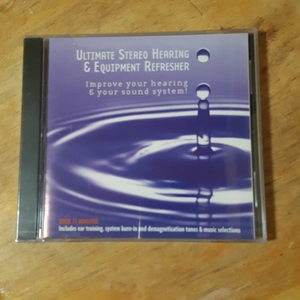 Ultimate Stereo Hearing
& Equipment Refresher
Improve your hearing
& your sound system!
Includes ear training, system burn-in and demagnetisation tones & music selections